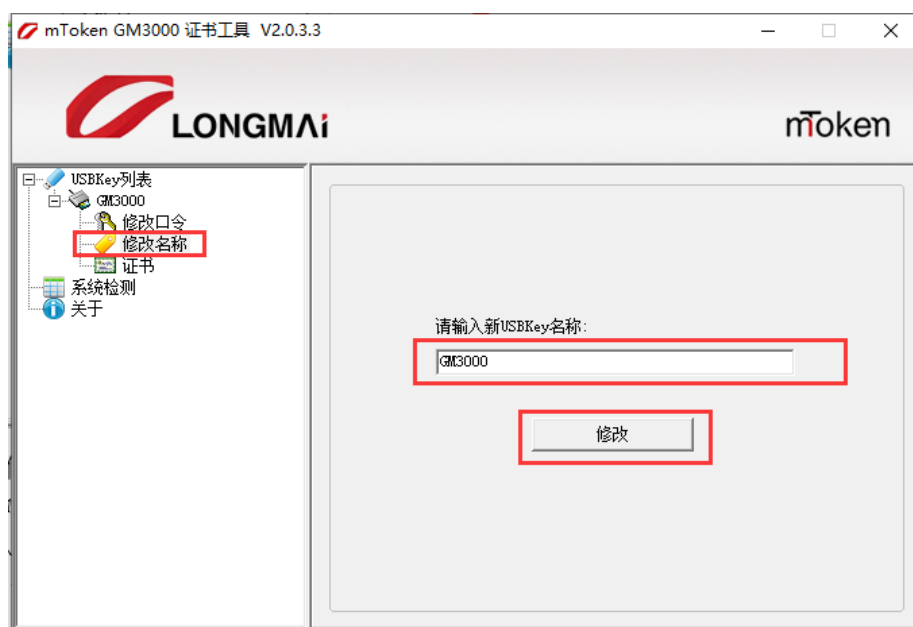 mToken GM3000 证书工具 V2.0.3.3
LONGMAi
mToken
USBKey列表
GM3000
修改口令
修改名称
证书
系统检测
关于
请输入新USBKey名称:
GM3000
修改